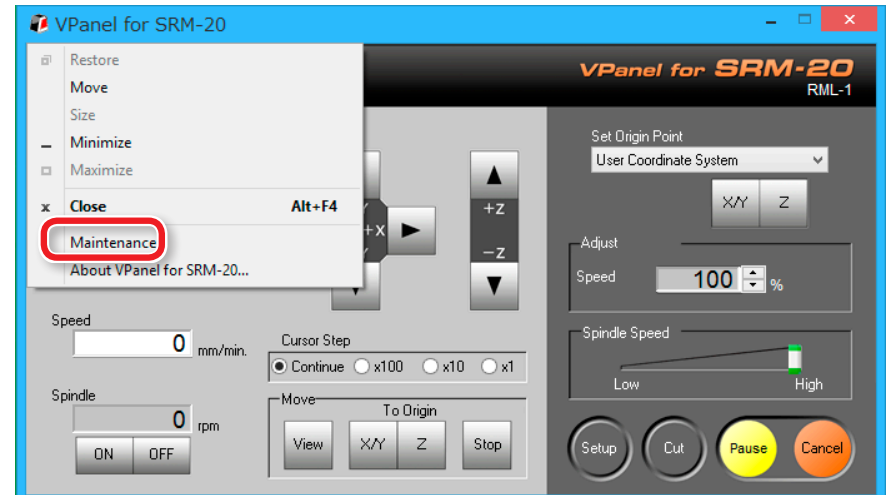 VPanel for SRM-20
Restore
Move
Size
Minimize
Maximize
x Close Alt+F4
Maintenance
About VPanel for SRM-20...
VPanel for SRM-20
RML-1
+X
+Z
−Z
Set Origin Point
User Coordinate System
X/Y Z
Adjust
Speed 100 %
Speed
0 mm/min.
Cursor Step
Continue x100 x10 x1
Spindle Speed
Low High
Spindle
0 rpm
ON OFF
Move
To Origin
View X/Y Z Stop
Setup Cut Pause Cancel